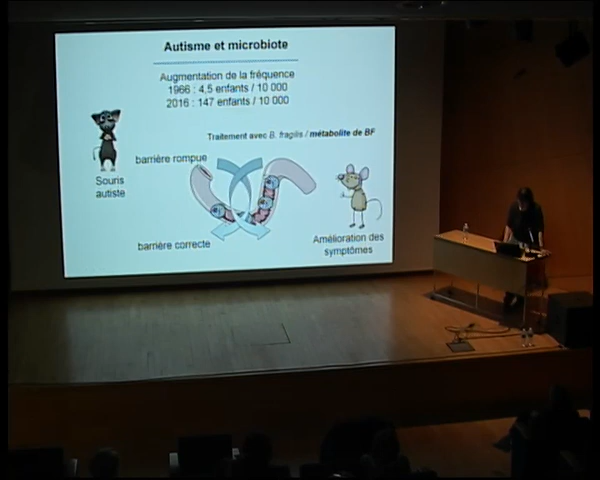 Autisme et microbiote
Augmentation de la fréquence
1966 : 4,5 enfants / 10 000
2016 : 147 enfants / 10 000
Traitement avec B. fragilis / métabolite de BF
barrière rompue
Souris
autiste
barrière correcte
Amélioration des
symptômes